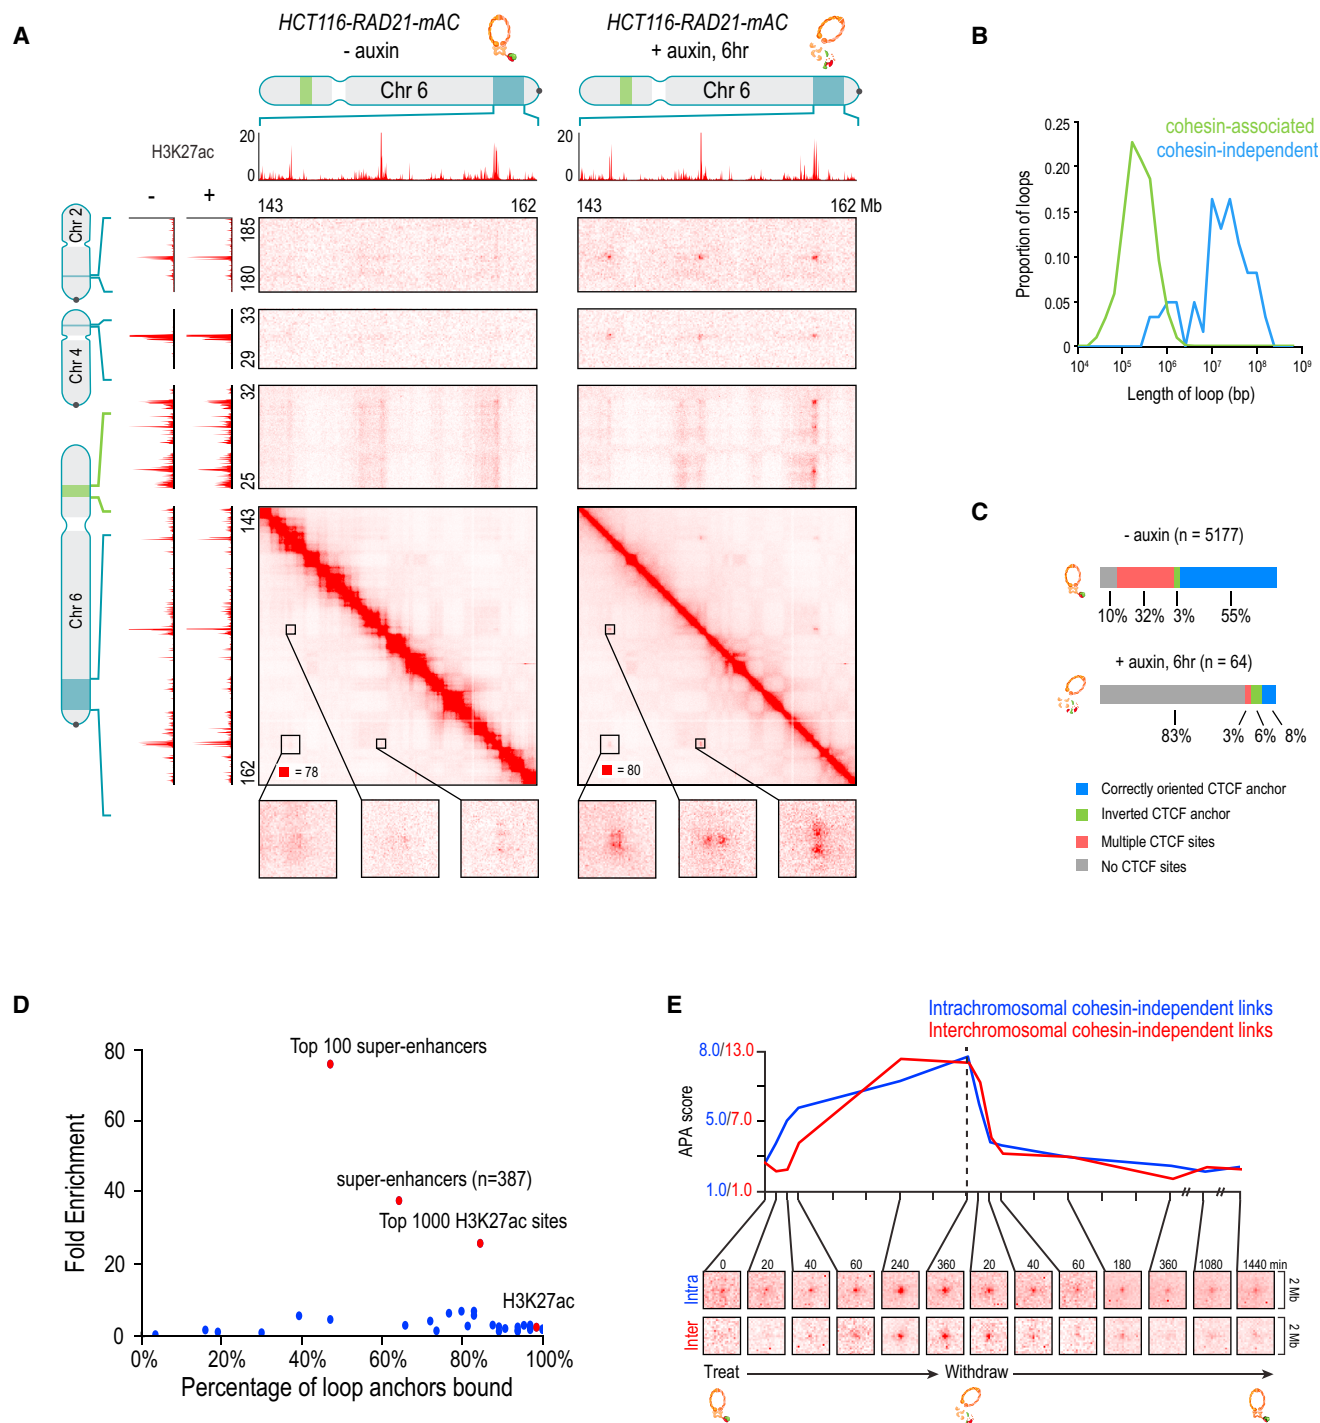 A
HCT116-RAD21-mAC
- auxin
HCT116-RAD21-mAC
+ auxin, 6hr
Chr 6
Chr 6
H3K27ac
- +
20
0
20
0
143 162
143 162 Mb
Chr 2
185
180
Chr 4
33
29
32
25
Chr 6
143
162
= 78
= 80
B
cohesin-associated
cohesin-independent
Proportion of loops
0.25
0.20
0.15
0.10
0.05
0
10⁴ 10⁵ 10⁶ 10⁷ 10⁸ 10⁹
Length of loop (bp)
C
- auxin (n = 5177)
10% 32% 3% 55%
+ auxin, 6hr (n = 64)
83% 3% 6% 8%
Correctly oriented CTCF anchor
Inverted CTCF anchor
Multiple CTCF sites
No CTCF sites
D
Fold Enrichment
80
60
40
20
0
Top 100 super-enhancers
super-enhancers (n=387)
Top 1000 H3K27ac sites
H3K27ac
0% 20% 40% 60% 80% 100%
Percentage of loop anchors bound
E
Intrachromosomal cohesin-independent links
Interchromosomal cohesin-independent links
APA score
8.0/13.0
5.0/7.0
1.0/1.0
0 20 40 60 240 360 20 40 60 180 360 1080 1440 min
Intra
2 Mb
Inter
2 Mb
Treat
Withdraw